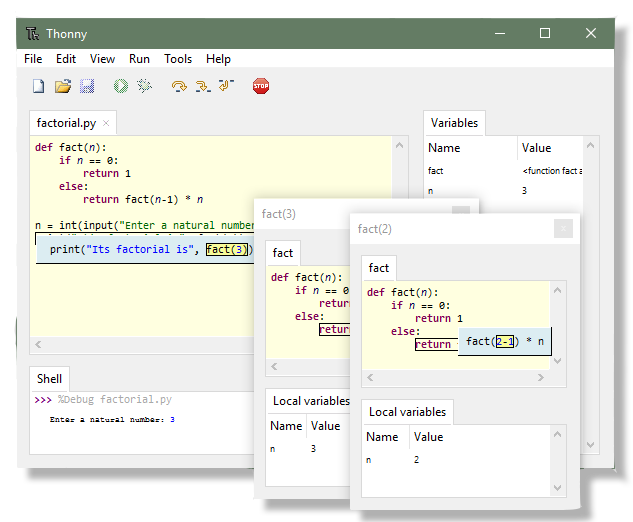 Thonny
File Edit View Run Tools Help
STOP
factorial.py ×
def fact(n):
if n == 0:
return 1
else:
return fact(n-1) * n
n = int(input("Enter a natural number
print("Its factorial is", fact(3))
Shell
>>> %Debug factorial.py
Enter a natural number: 3
Variables
Name Value
fact <function fact a
n 3
fact(3)
fact
def fact(n):
if n == 0
retur
else:
retur
Local variables
Name Value
n 3
fact(2)
fact
def fact(n):
if n == 0:
return 1
else:
return fact(2-1) * n
Local variables
Name Value
n 2